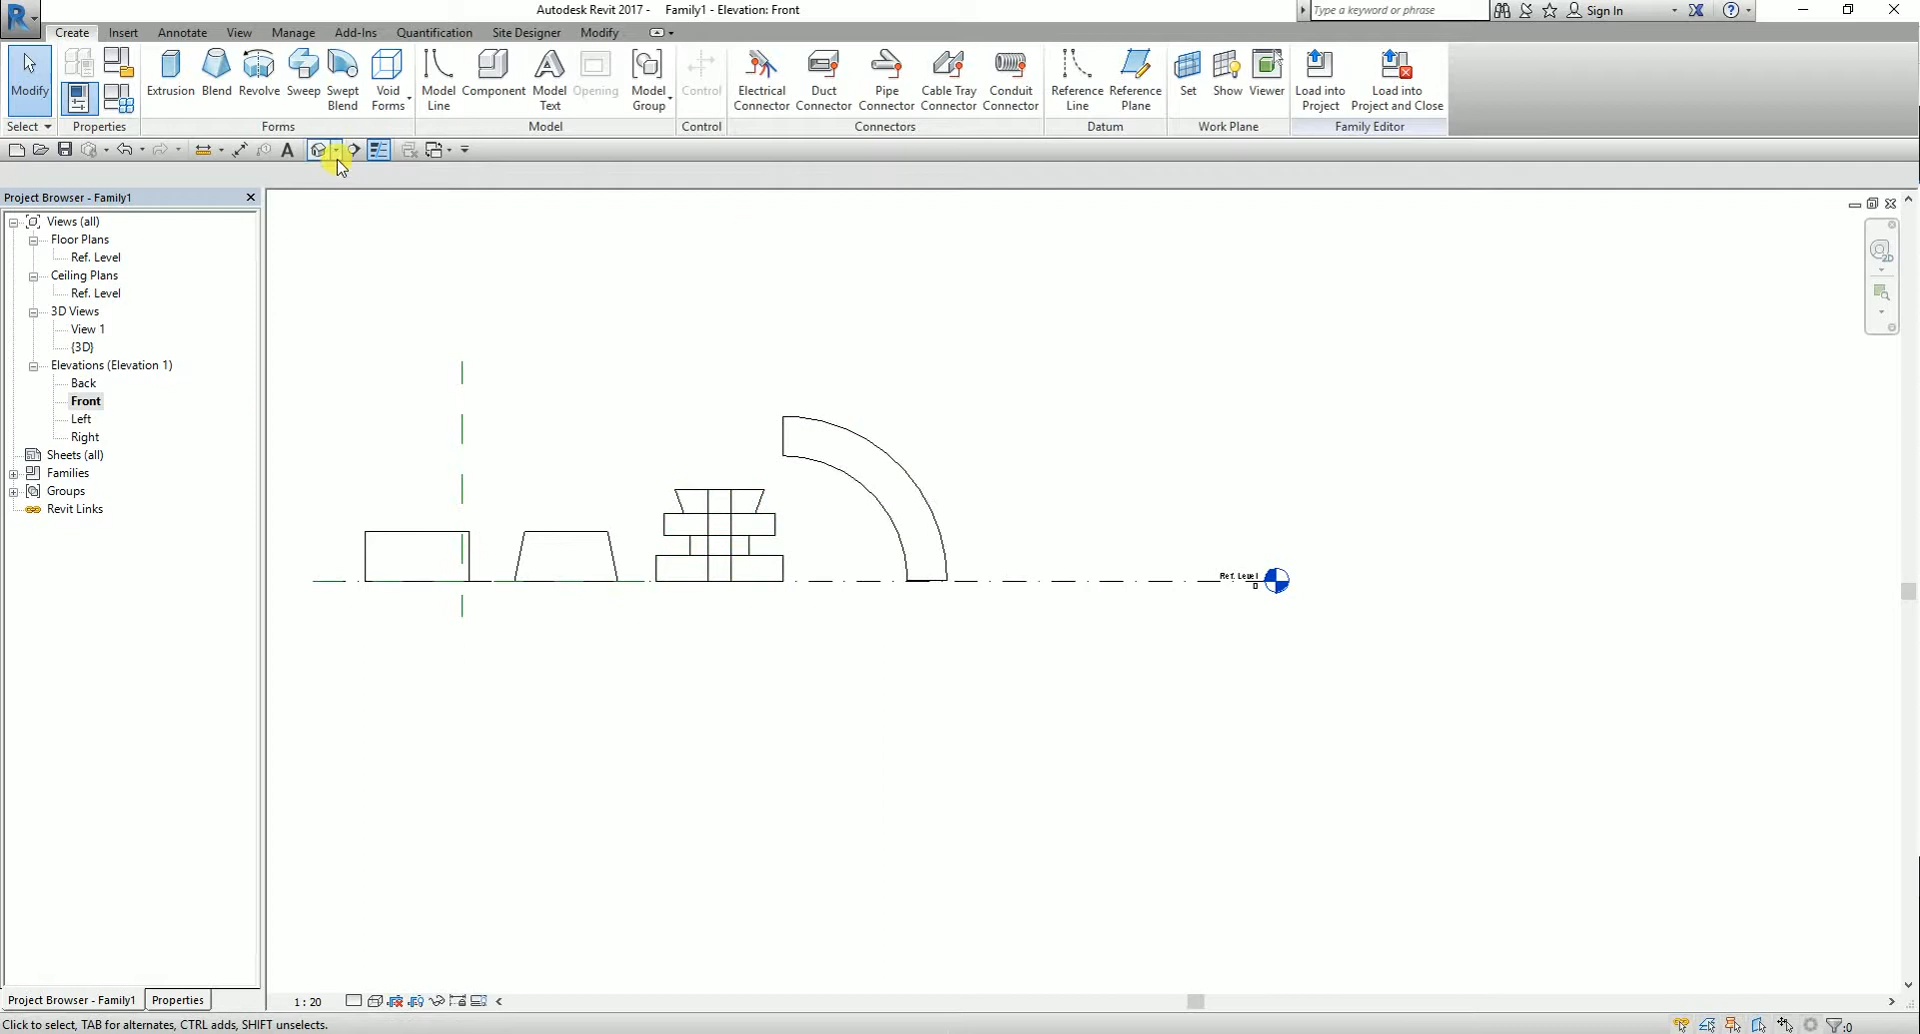 Autodesk Revit 2017 - Family1 - Elevation: Front
Type a keyword or phrase
Sign In
Create Insert Annotate View Manage Add-Ins Quantification Site Designer Modify
Modify
Extrusion Blend Revolve Sweep Swept Blend Void Forms
Model Line Component Model Text Opening Model Group
Control
Electrical Connector Duct Connector Pipe Connector Cable Tray Connector Conduit Connector
Reference Line Reference Plane
Set Show Viewer
Load into Project Load into Project and Close
Select Properties Forms Model Control Connectors Datum Work Plane Family Editor
Project Browser - Family1
Views (all)
Floor Plans
Ref. Level
Ceiling Plans
Ref. Level
3D Views
View 1
{3D}
Elevations (Elevation 1)
Back
Front
Left
Right
Sheets (all)
Families
Groups
Revit Links
Ref. Level
0
2D
Project Browser - Family1 Properties
1 : 20
Click to select, TAB for alternates, CTRL adds, SHIFT unselects.
:0